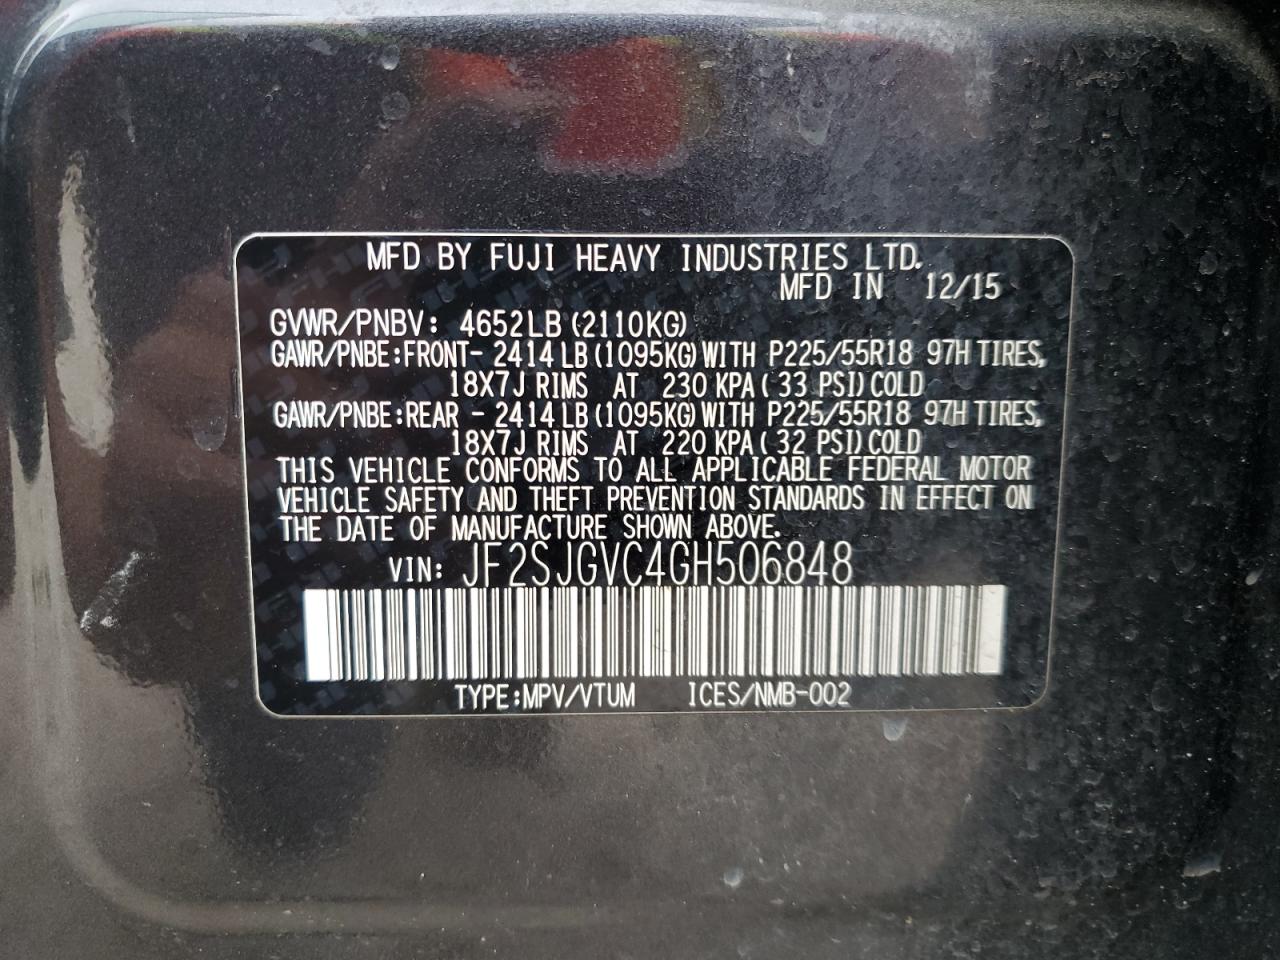 MFD BY FUJI HEAVY INDUSTRIES LTD.
MFD IN 12/15
GVWR/PNBV: 4652LB(2110KG)
GAWR/PNBE:FRONT- 2414LB(1095KG)WITH P225/55R18 97H TIRES,
18X7J RIMS AT 230 KPA( 33 PSI)COLD
GAWR/PNBE:REAR - 2414LB(1095KG)WITH P225/55R18 97H TIRES,
18X7J RIMS AT 220 KPA( 32 PSI)COLD
THIS VEHICLE CONFORMS TO ALL APPLICABLE FEDERAL MOTOR
VEHICLE SAFETY AND THEFT PREVENTION STANDARDS IN EFFECT ON
THE DATE OF MANUFACTURE SHOWN ABOVE.
VIN: JF2SJGVC4GH506848
TYPE:MPV/VTUM ICES/NMB-002